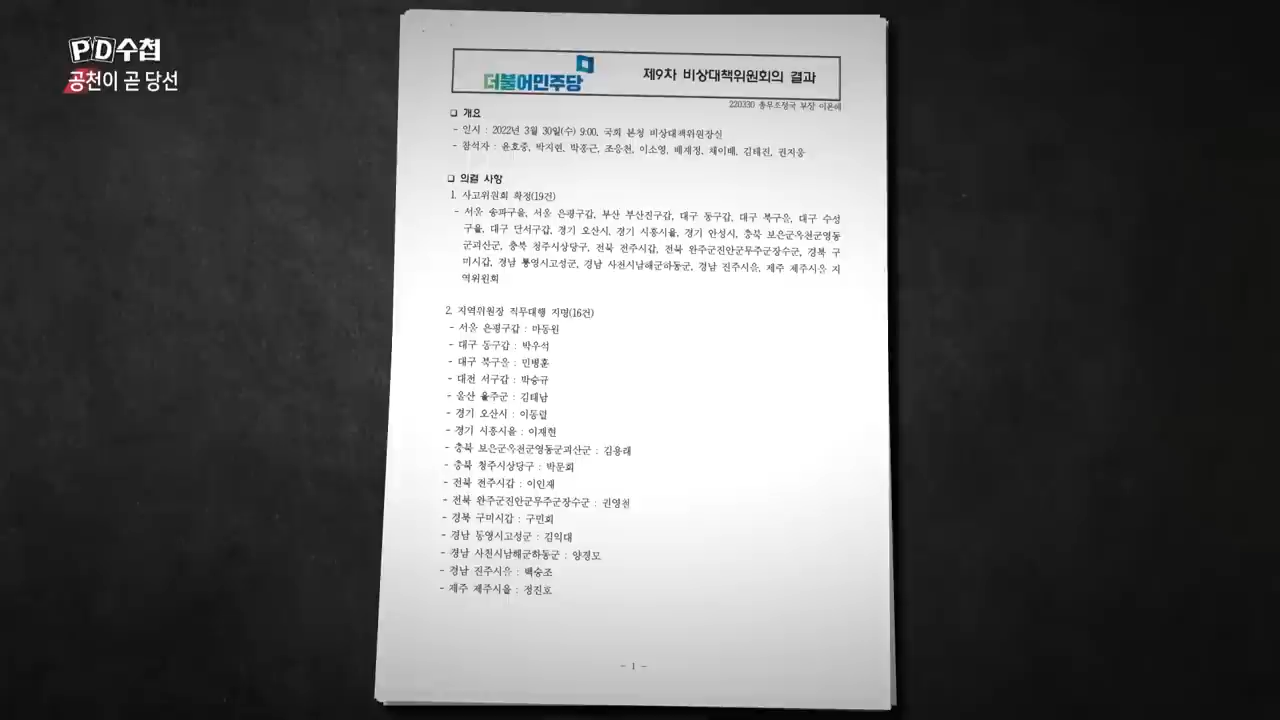 PD수첩
공천이 곧 당선
더불어민주당
제9차 비상대책위원회의 결과
220330 총무조정국 부장 이은혜
❑ 개요
- 일시 : 2022년 3월 30일(수) 9:00, 국회 본청 비상대책위원장실
- 참석자 : 윤호중, 박지현, 박홍근, 조응천, 이소영, 배재정, 채이배, 김태진, 권지웅
❑ 의결 사항
1. 사고위원회 확정(19건)
- 서울 송파구을, 서울 은평구갑, 부산 부산진구갑, 대구 동구갑, 대구 북구을, 대구 수성
구을, 대구 단서구갑, 경기 오산시, 경기 시흥시을, 경기 안성시, 충북 보은군옥천군영동
군괴산군, 충북 청주시상당구, 전북 전주시갑, 전북 완주군진안군무주군장수군, 경북 구
미시갑, 경남 통영시고성군, 경남 사천시남해군하동군, 경남 진주시을, 제주 제주시을 지
역위원회
2. 지역위원장 직무대행 지명(16건)
- 서울 은평구갑 : 마동원
- 대구 동구갑 : 박우석
- 대구 북구을 : 민병훈
- 대전 서구갑 : 박승규
- 울산 울주군 : 김태남
- 경기 오산시 : 이동렬
- 경기 시흥시을 : 이재현
- 충북 보은군옥천군영동군괴산군 : 김용래
- 충북 청주시상당구 : 박문희
- 전북 전주시갑 : 이인재
- 전북 완주군진안군무주군장수군 : 권영천
- 경북 구미시갑 : 구민회
- 경남 통영시고성군 : 김익대
- 경남 사천시남해군하동군 : 양경모
- 경남 진주시을 : 백승조
- 제주 제주시을 : 정진호
- 1 -